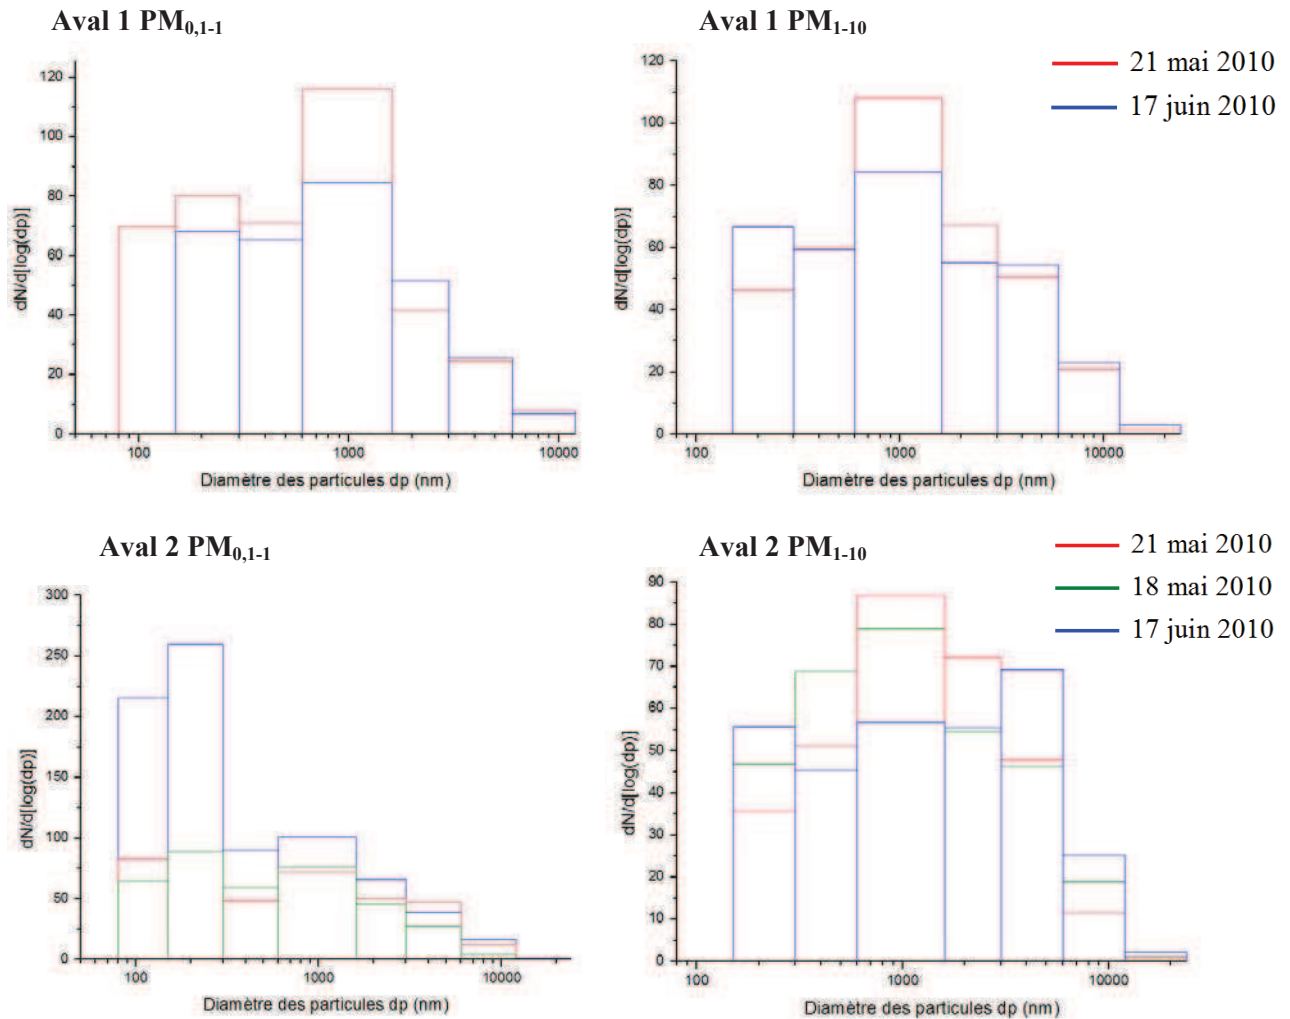 Aval 1 PM0,1-1
120
100
80
60
40
20
0
dN/d[log(dp)]
100 1000 10000
Diamètre des particules dp (nm)
Aval 1 PM1-10
120
100
80
60
40
20
0
dN/d[log(dp)]
100 1000 10000
Diamètre des particules dp (nm)
21 mai 2010
17 juin 2010
Aval 2 PM0,1-1
300
250
200
150
100
50
0
dN/d[log(dp)]
100 1000 10000
Diamètre des particules dp (nm)
Aval 2 PM1-10
90
80
70
60
50
40
30
20
10
0
dN/d[log(dp)]
100 1000 10000
Diamètre des particules dp (nm)
21 mai 2010
18 mai 2010
17 juin 2010